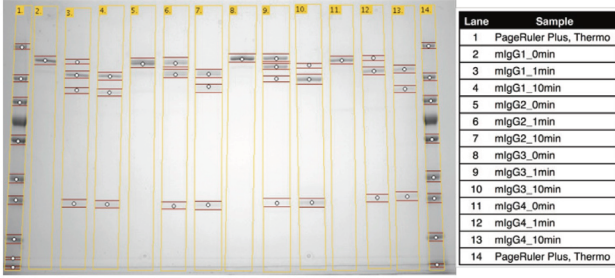 1. 2. 3. 4. 5. 6. 7. 8. 9. 10. 11. 12. 13. 14.
Lane Sample
1 PageRuler Plus, Thermo
2 mIgG1_0min
3 mIgG1_1min
4 mIgG1_10min
5 mIgG2_0min
6 mIgG2_1min
7 mIgG2_10min
8 mIgG3_0min
9 mIgG3_1min
10 mIgG3_10min
11 mIgG4_0min
12 mIgG4_1min
13 mIgG4_10min
14 PageRuler Plus, Thermo